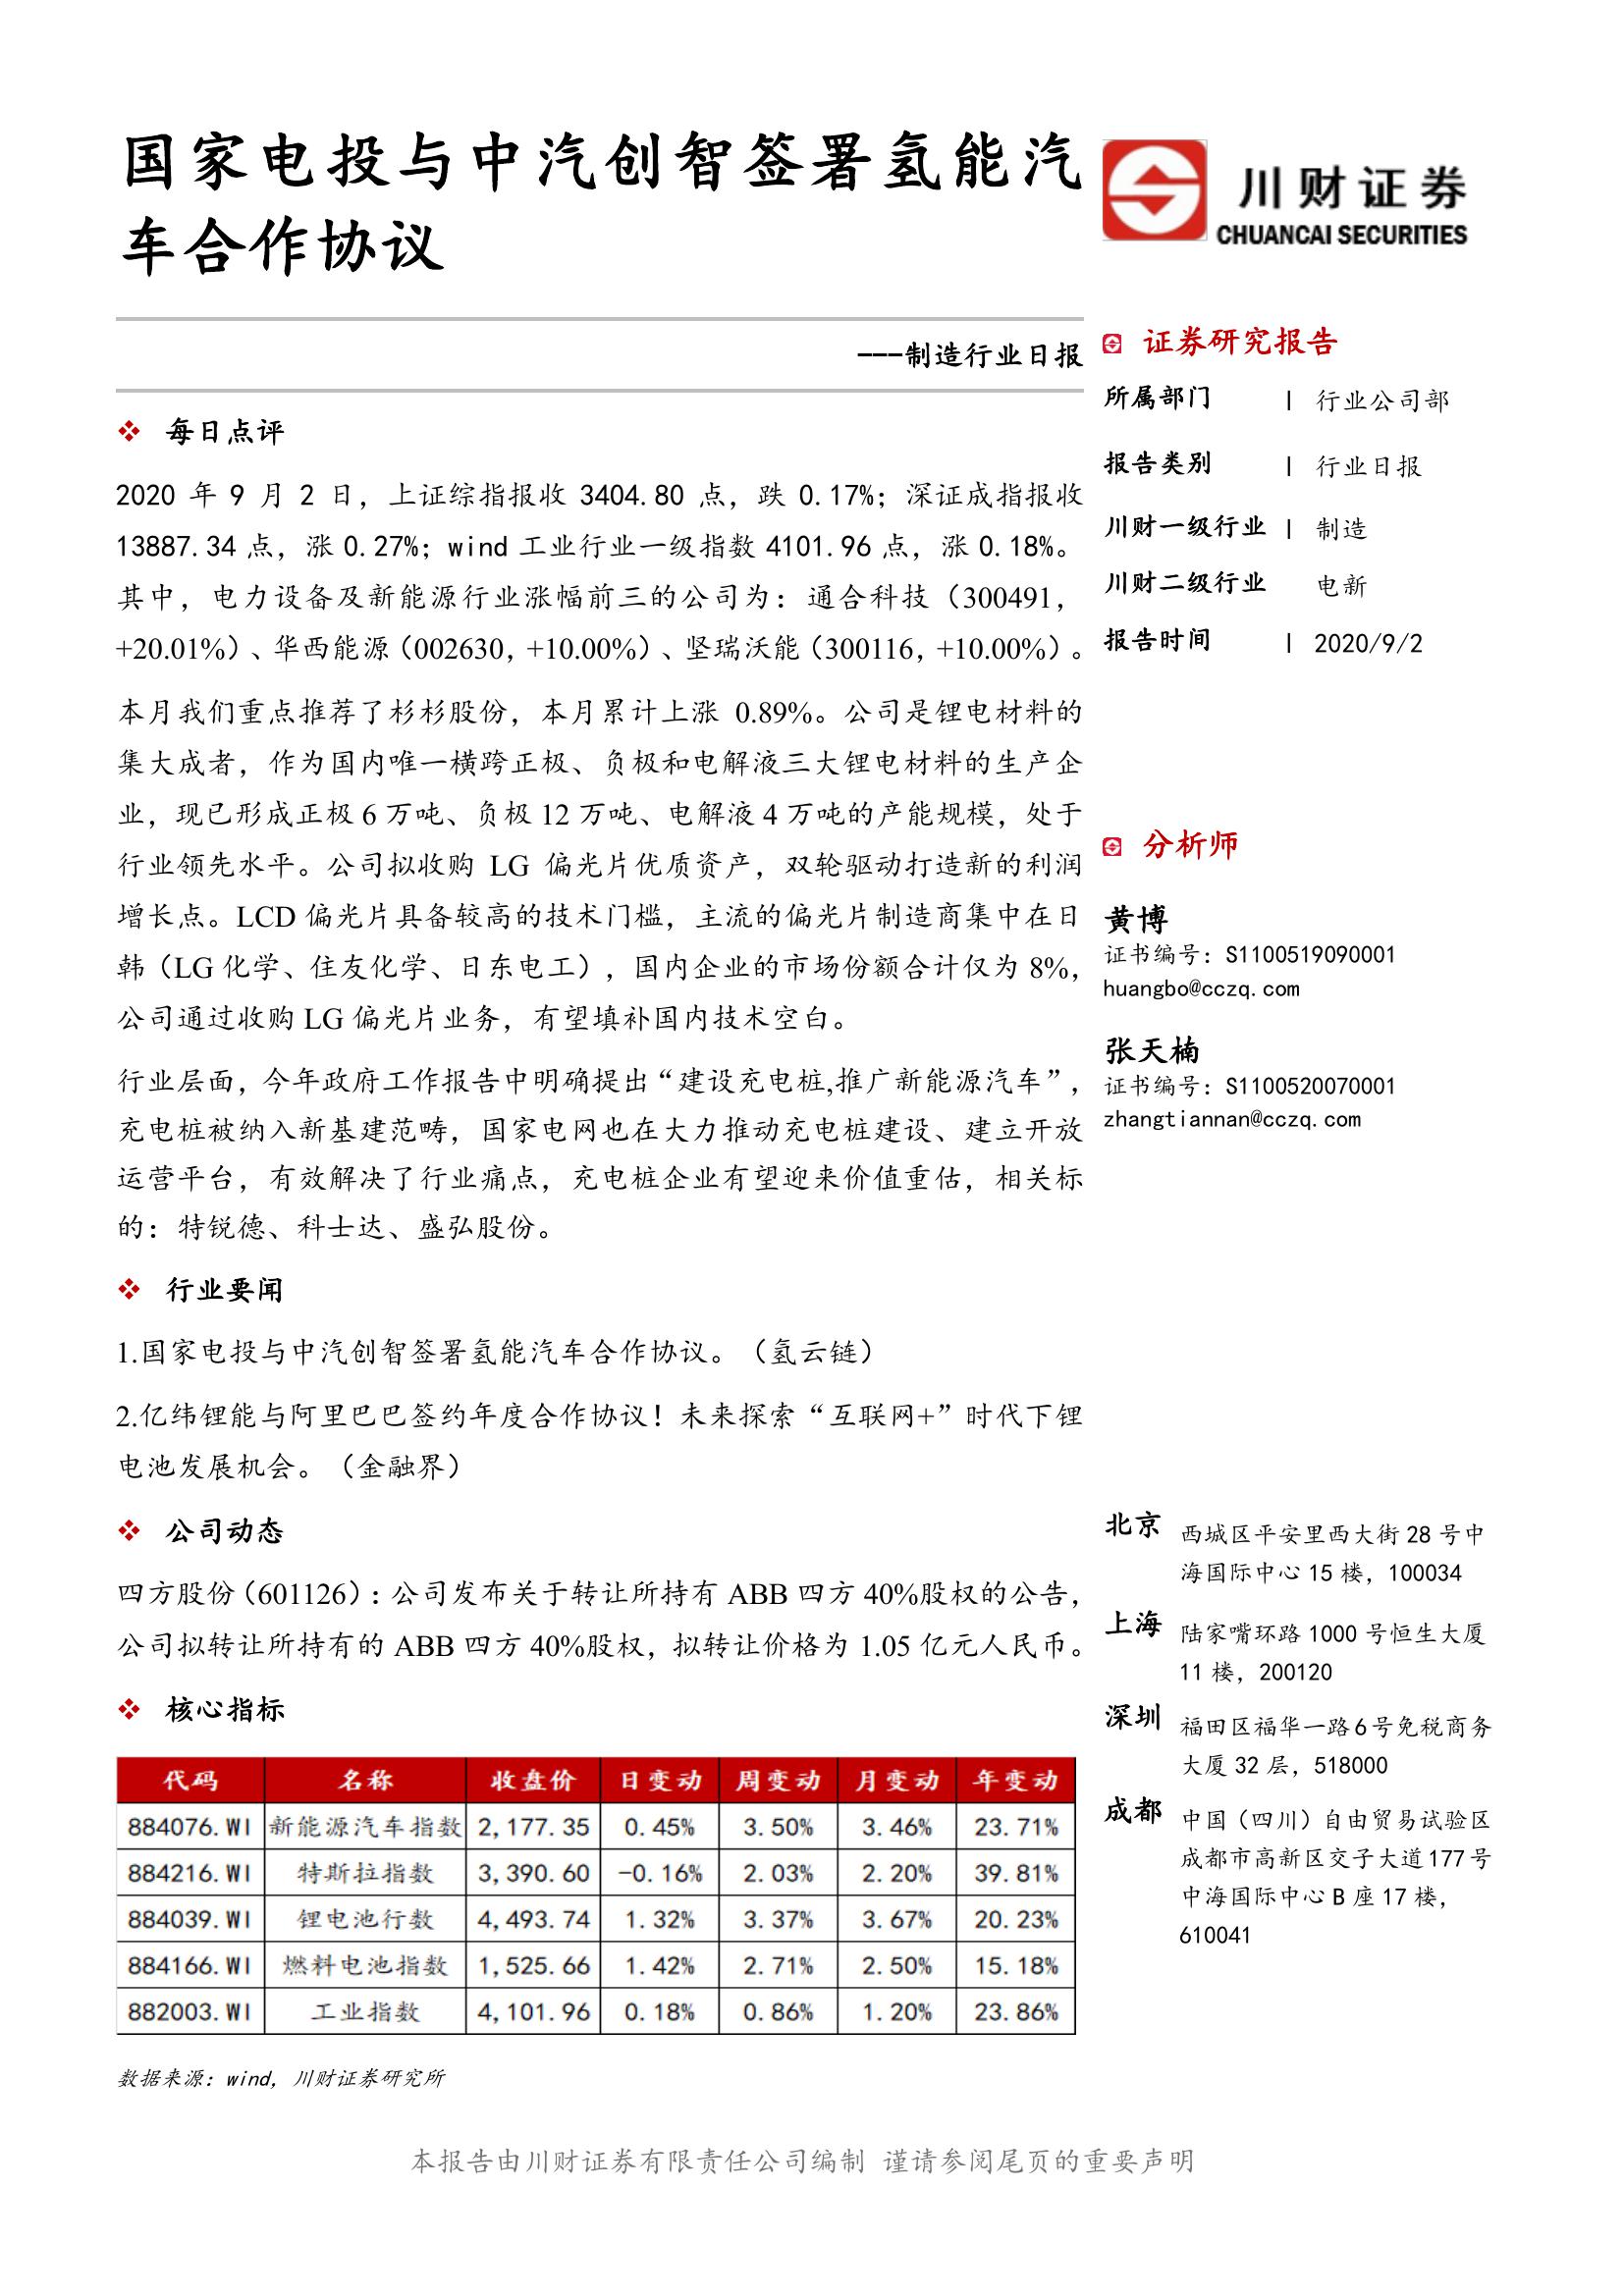 国家电投与中汽创智签署氢能汽
车合作协议
川财证券
CHUANCAI SECURITIES
---制造行业日报
每日点评
2020 年 9 月 2 日，上证综指报收 3404.80 点，跌 0.17%；深证成指报收
13887.34 点，涨 0.27%；wind 工业行业一级指数 4101.96 点，涨 0.18%。
其中，电力设备及新能源行业涨幅前三的公司为：通合科技（300491，
+20.01%）、华西能源（002630，+10.00%）、坚瑞沃能（300116，+10.00%）。
本月我们重点推荐了杉杉股份，本月累计上涨 0.89%。公司是锂电材料的
集大成者，作为国内唯一横跨正极、负极和电解液三大锂电材料的生产企
业，现已形成正极 6 万吨、负极 12 万吨、电解液 4 万吨的产能规模，处于
行业领先水平。公司拟收购 LG 偏光片优质资产，双轮驱动打造新的利润
增长点。LCD 偏光片具备较高的技术门槛，主流的偏光片制造商集中在日
韩（LG 化学、住友化学、日东电工），国内企业的市场份额合计仅为 8%，
公司通过收购 LG 偏光片业务，有望填补国内技术空白。
行业层面，今年政府工作报告中明确提出“建设充电桩,推广新能源汽车”，
充电桩被纳入新基建范畴，国家电网也在大力推动充电桩建设、建立开放
运营平台，有效解决了行业痛点，充电桩企业有望迎来价值重估，相关标
的：特锐德、科士达、盛弘股份。
行业要闻
1.国家电投与中汽创智签署氢能汽车合作协议。（氢云链）
2.亿纬锂能与阿里巴巴签约年度合作协议！未来探索“互联网+”时代下锂
电池发展机会。（金融界）
公司动态
四方股份（601126）：公司发布关于转让所持有 ABB 四方 40%股权的公告，
公司拟转让所持有的 ABB 四方 40%股权，拟转让价格为 1.05 亿元人民币。
核心指标
代码 名称 收盘价 日变动 周变动 月变动 年变动
884076.WI 新能源汽车指数 2,177.35 0.45% 3.50% 3.46% 23.71%
884216.WI 特斯拉指数 3,390.60 -0.16% 2.03% 2.20% 39.81%
884039.WI 锂电池行数 4,493.74 1.32% 3.37% 3.67% 20.23%
884166.WI 燃料电池指数 1,525.66 1.42% 2.71% 2.50% 15.18%
882003.WI 工业指数 4,101.96 0.18% 0.86% 1.20% 23.86%
数据来源：wind，川财证券研究所
证券研究报告
所属部门 | 行业公司部
报告类别 | 行业日报
川财一级行业 | 制造
川财二级行业 电新
报告时间 | 2020/9/2
分析师
黄博
证书编号：S1100519090001
huangbo@cczq.com
张天楠
证书编号：S1100520070001
zhangtiannan@cczq.com
北京 西城区平安里西大街 28 号中
海国际中心 15 楼，100034
上海 陆家嘴环路 1000 号恒生大厦
11 楼，200120
深圳 福田区福华一路 6 号免税商务
大厦 32 层，518000
成都 中国（四川）自由贸易试验区
成都市高新区交子大道 177 号
中海国际中心 B 座 17 楼，
610041
本报告由川财证券有限责任公司编制 谨请参阅尾页的重要声明